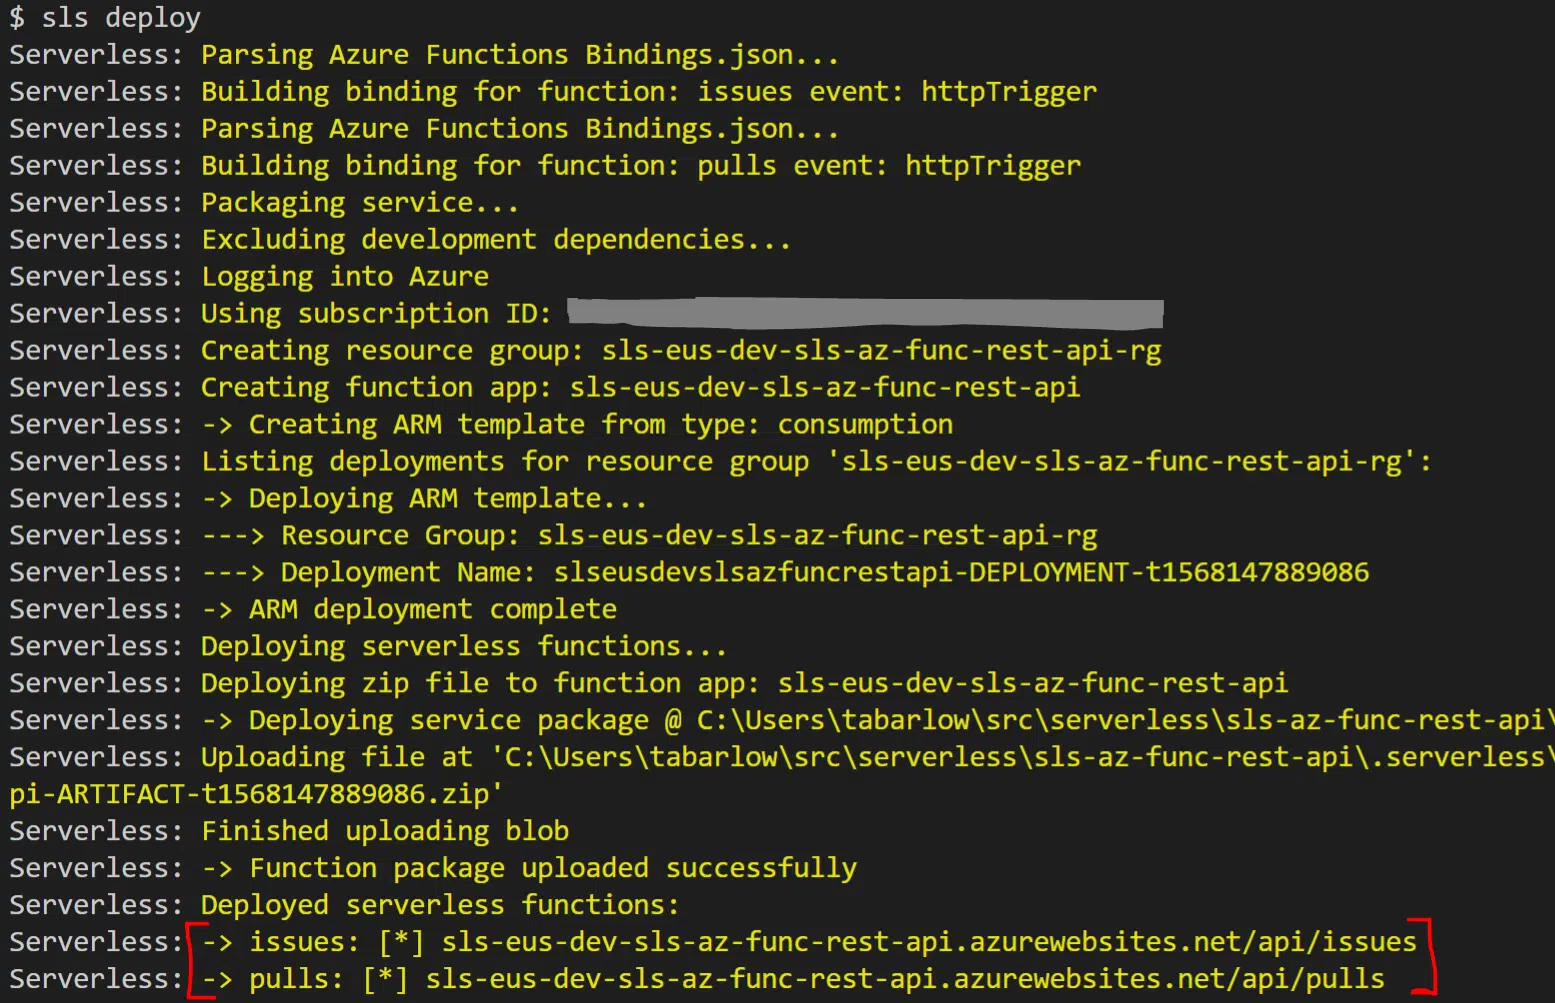 $ sls deploy
Serverless: Parsing Azure Functions Bindings.json...
Serverless: Building binding for function: issues event: httpTrigger
Serverless: Parsing Azure Functions Bindings.json...
Serverless: Building binding for function: pulls event: httpTrigger
Serverless: Packaging service...
Serverless: Excluding development dependencies...
Serverless: Logging into Azure
Serverless: Using subscription ID:
Serverless: Creating resource group: sls-eus-dev-sls-az-func-rest-api-rg
Serverless: Creating function app: sls-eus-dev-sls-az-func-rest-api
Serverless: -> Creating ARM template from type: consumption
Serverless: Listing deployments for resource group 'sls-eus-dev-sls-az-func-rest-api-rg':
Serverless: -> Deploying ARM template...
Serverless: ---> Resource Group: sls-eus-dev-sls-az-func-rest-api-rg
Serverless: ---> Deployment Name: slseusdevslsazfuncrestapi-DEPLOYMENT-t1568147889086
Serverless: -> ARM deployment complete
Serverless: Deploying serverless functions...
Serverless: Deploying zip file to function app: sls-eus-dev-sls-az-func-rest-api
Serverless: -> Deploying service package @ C:\Users\tabarlow\src\serverless\sls-az-func-rest-api\
Serverless: Uploading file at 'C:\Users\tabarlow\src\serverless\sls-az-func-rest-api\.serverless\
pi-ARTIFACT-t1568147889086.zip'
Serverless: Finished uploading blob
Serverless: -> Function package uploaded successfully
Serverless: Deployed serverless functions:
Serverless: -> issues: [*] sls-eus-dev-sls-az-func-rest-api.azurewebsites.net/api/issues
Serverless: -> pulls: [*] sls-eus-dev-sls-az-func-rest-api.azurewebsites.net/api/pulls